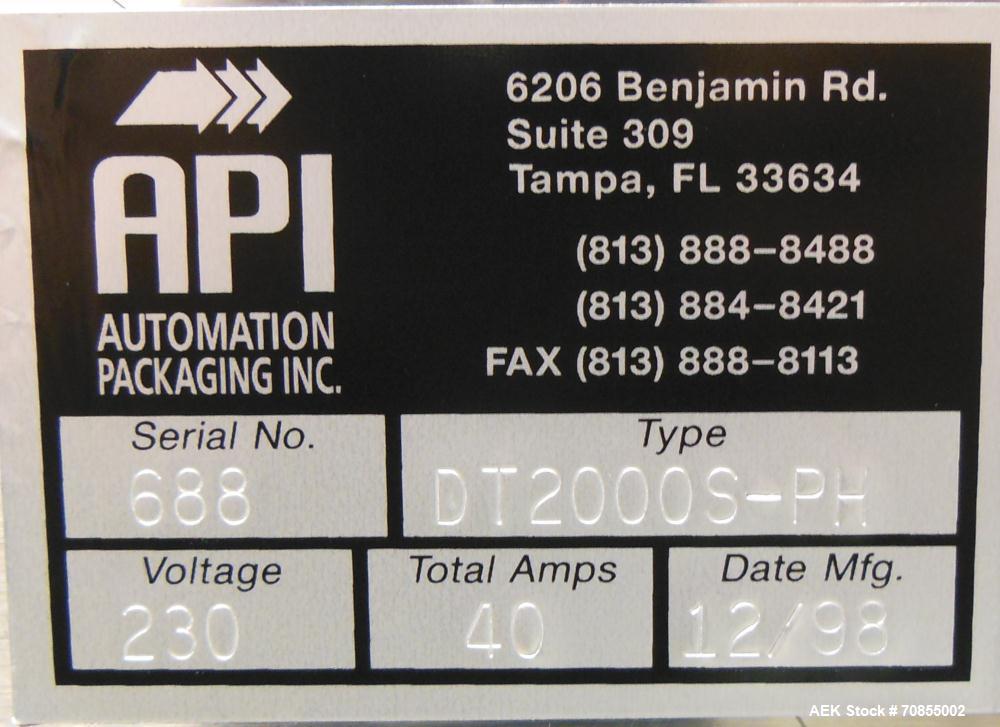 API
AUTOMATION
PACKAGING INC.
6206 Benjamin Rd.
Suite 309
Tampa, FL 33634
(813) 888-8488
(813) 884-8421
FAX (813) 888-8113
Serial No.
688
Type
DT2000S-PH
Voltage
230
Total Amps
40
Date Mfg.
12/98
AEK Stock # 70855002